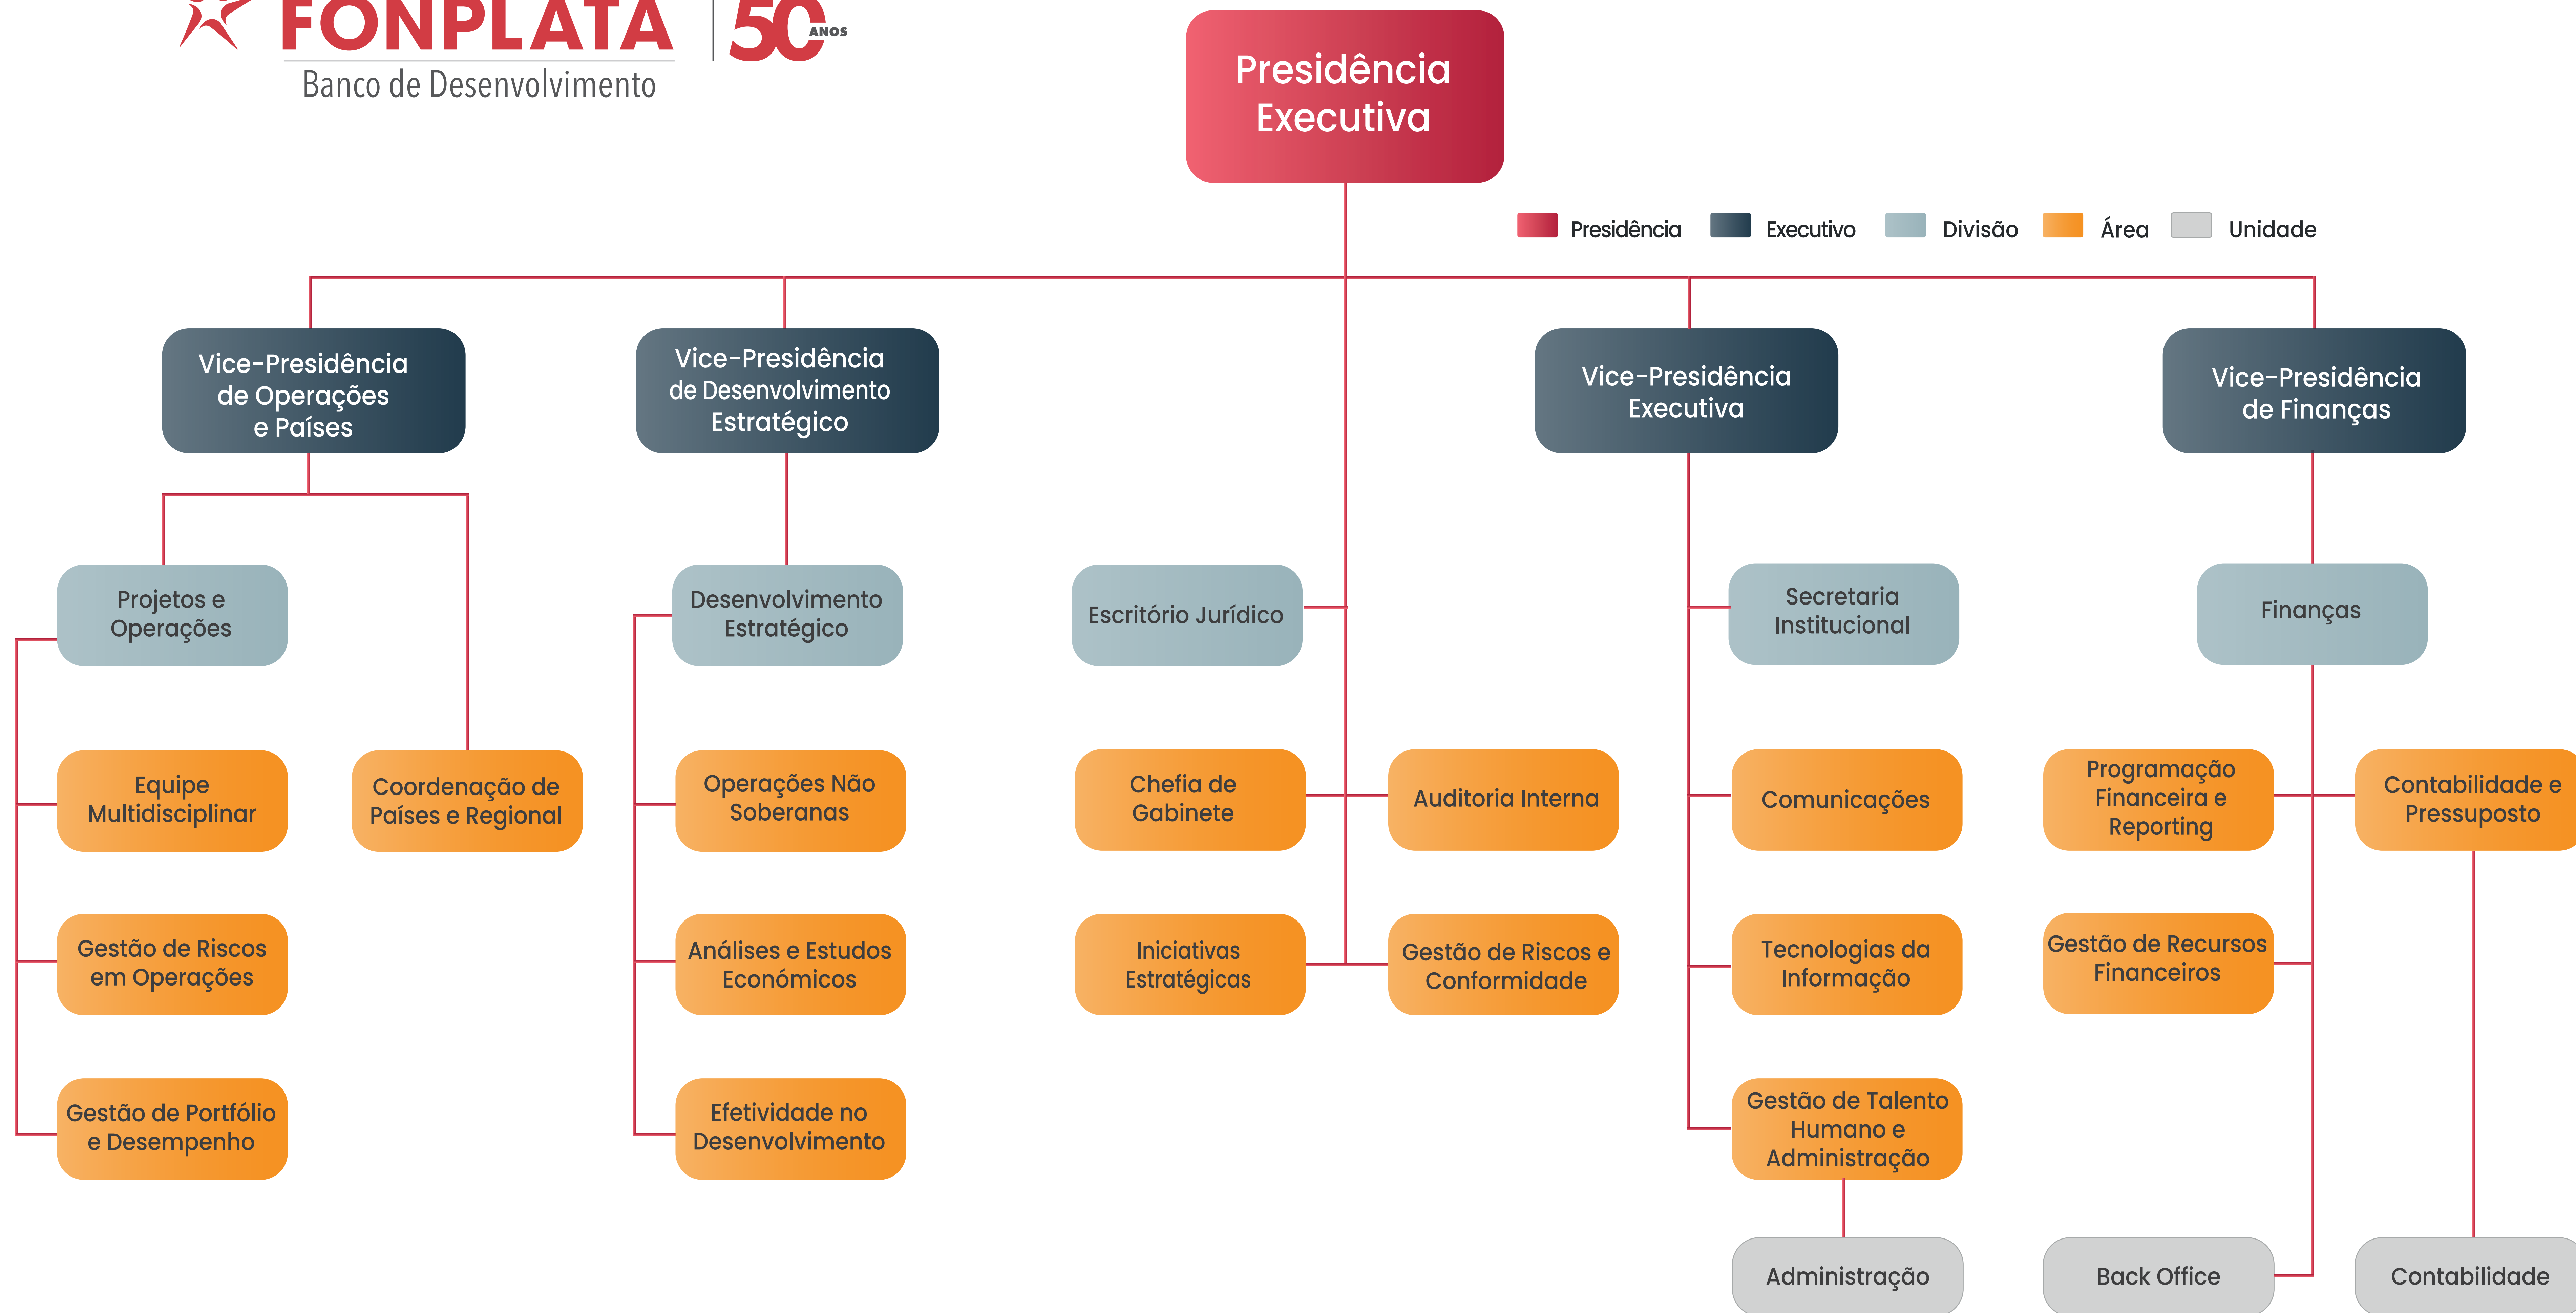 FONPLATA
50
ANOS
Banco de Desenvolvimento
Presidência
Executiva
Presidência
Executivo
Divisão
Área
Unidade
Vice-Presidência
de Operações
e Países
Vice-Presidência
de Desenvolvimento
Estratégico
Vice-Presidência
Executiva
Vice-Presidência
de Finanças
Projetos e
Operações
Desenvolvimento
Estratégico
Escritório Jurídico
Secretaria
Institucional
Finanças
Equipe
Multidisciplinar
Coordenação de
Países e Regional
Operações Não
Soberanas
Chefia de
Gabinete
Auditoria Interna
Comunicações
Programação
Financeira e
Reporting
Contabilidade e
Pressuposto
Gestão de Riscos
em Operações
Análises e Estudos
Económicos
Iniciativas
Estratégicas
Gestão de Riscos e
Conformidade
Tecnologias da
Informação
Gestão de Recursos
Financeiros
Gestão de Portfólio
e Desempenho
Efetividade no
Desenvolvimento
Gestão de Talento
Humano e
Administração
Administração
Back Office
Contabilidade